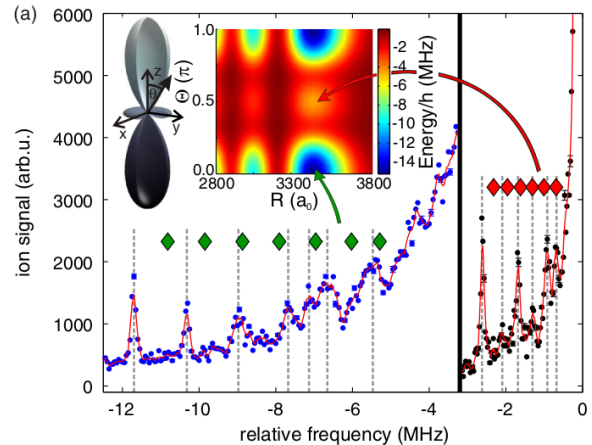 (a)
6000
5000
4000
3000
2000
1000
0
ion signal (arb.u.)
-12 -10 -8 -6 -4 -2 0
relative frequency (MHz)
z
θ
x
y
Θ (π)
1.0
0.5
0.0
2800 3300 3800
R (a₀)
-2
-4
-6
-8
-10
-12
-14
Energy/h (MHz)